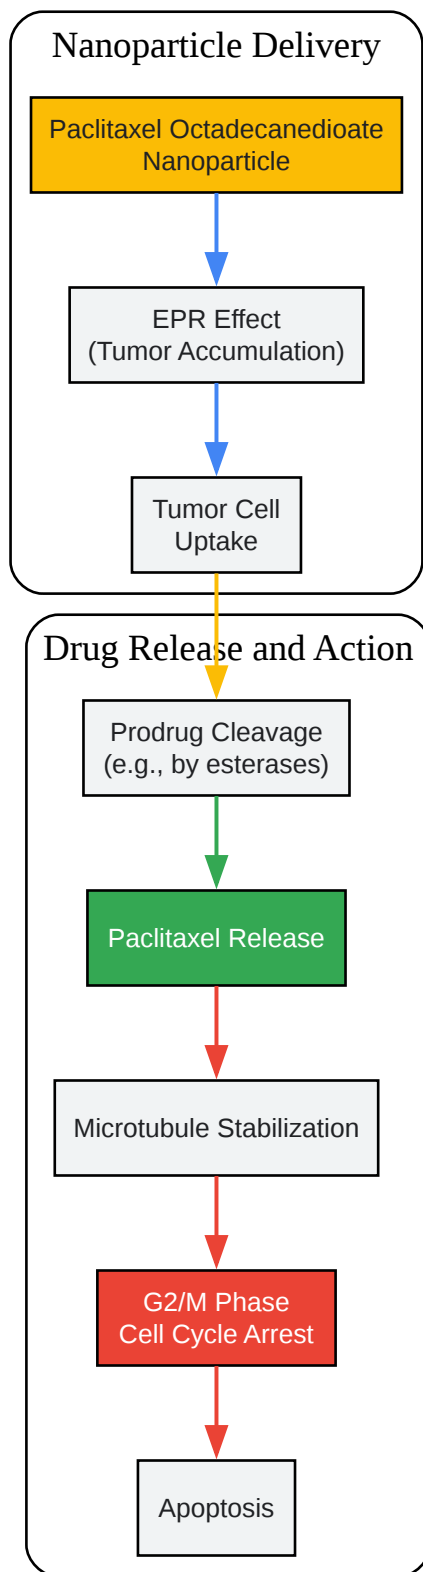 Nanoparticle Delivery
Paclitaxel Octadecanedioate
Nanoparticle
EPR Effect
(Tumor Accumulation)
Tumor Cell
Uptake
Drug Release and Action
Prodrug Cleavage
(e.g., by esterases)
Paclitaxel Release
Microtubule Stabilization
G2/M Phase
Cell Cycle Arrest
Apoptosis